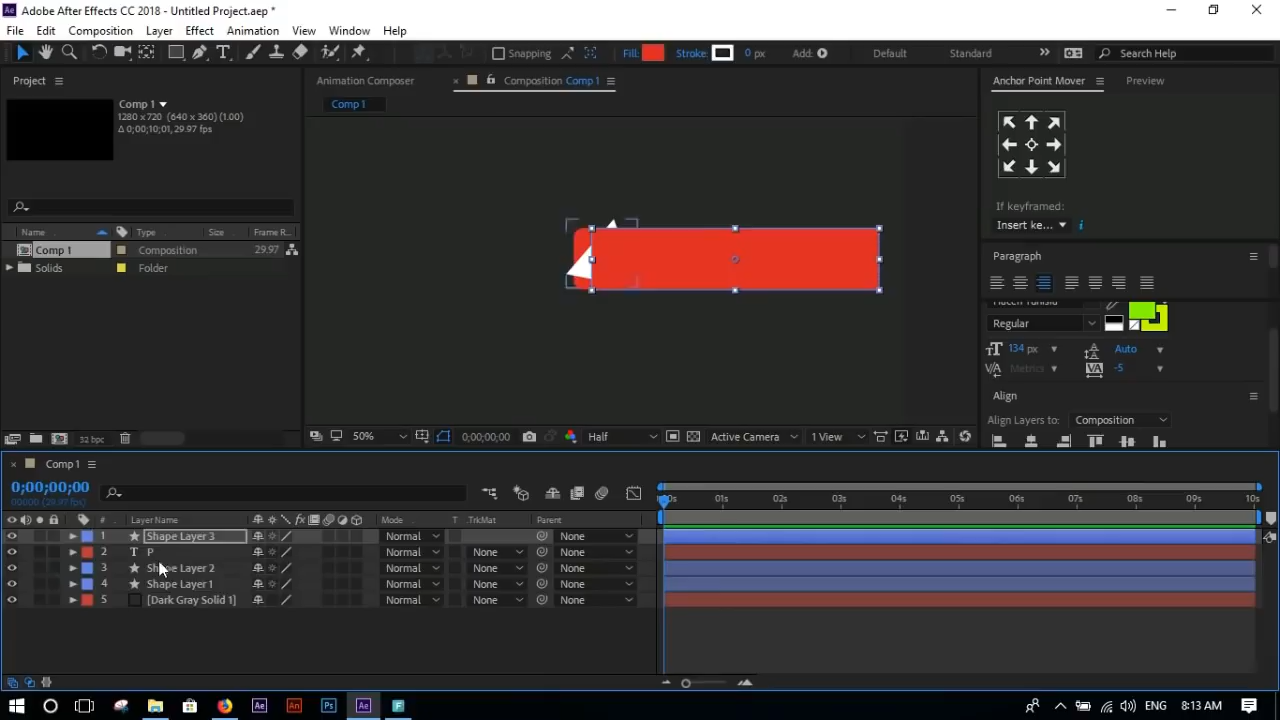 Adobe After Effects CC 2018 - Untitled Project.aep *
File Edit Composition Layer Effect Animation View Window Help
Snapping Fill: Stroke: 0 px Add: Default Standard Search Help
Project Animation Composer Composition Comp 1 Anchor Point Mover Preview
Comp 1
1280 x 720 (640 x 360) (1.00)
Δ 0;00;10;01, 29.97 fps
Comp 1
If keyframed:
Insert ke...
Name Type Size Frame R...
Comp 1 Composition 29.97
Solids Folder
Paragraph
Regular
134 px Auto
Metrics -5
Align
Align Layers to: Composition
32 bpc 50% 0;00;00;00 Half Active Camera 1 View
Comp 1
0;00;00;00
00000 (29.97 fps)
00s 01s 02s 03s 04s 05s 06s 07s 08s 09s 10s
# Layer Name Mode T TrkMat Parent
1 Shape Layer 3 Normal None
2 T P Normal None None
3 Shape Layer 2 Normal None None
4 Shape Layer 1 Normal None None
5 [Dark Gray Solid 1] Normal None None
ENG 8:13 AM